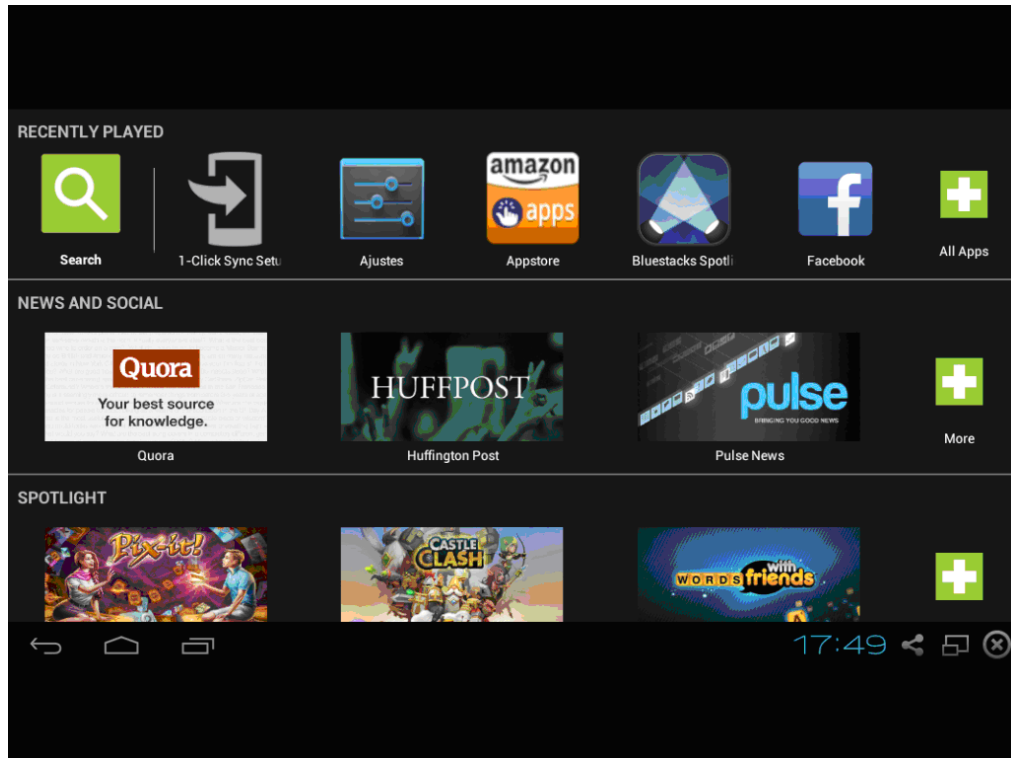 RECENTLY PLAYED
amazon
apps
Search
1-Click Sync Setu
Ajustes
Appstore
Bluestacks Spotli
Facebook
All Apps
NEWS AND SOCIAL
Quora
Your best source
for knowledge.
HUFFPOST
pulse
BRINGING YOU GOOD NEWS
More
Quora
Huffington Post
Pulse News
SPOTLIGHT
Pix-it!
CASTLE
CLASH
WORDS with friends
17:49